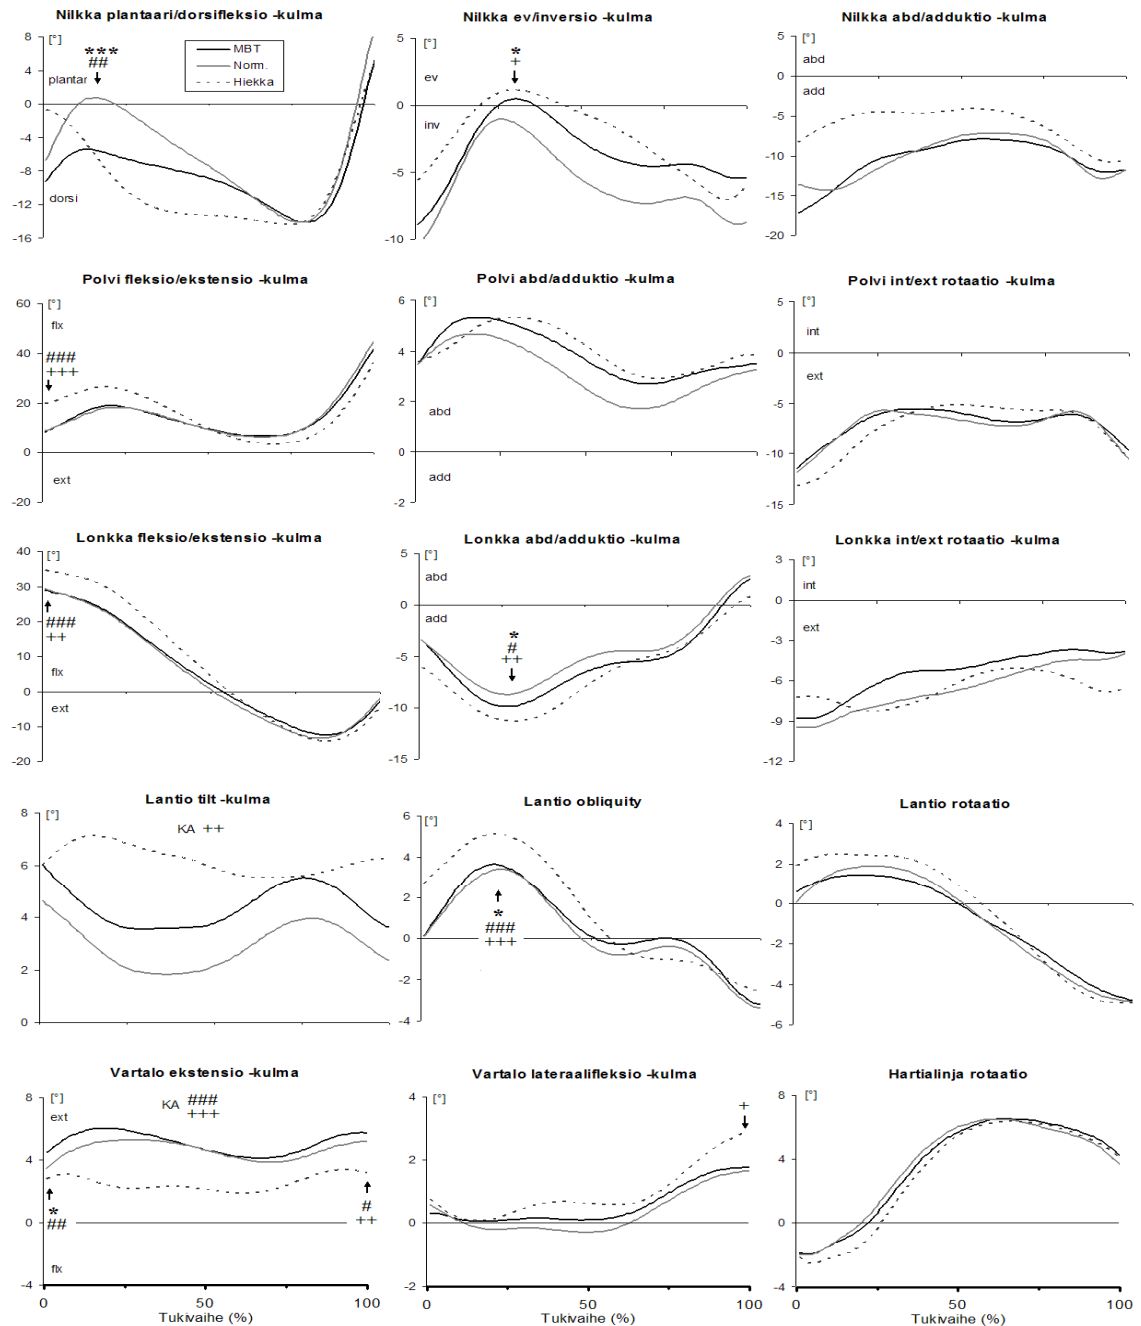 Nilkka plantaari/dorsifleksio -kulma
8
[°]
4
plantar
0
-4
-8
dorsi
-12
-16
***
##
MBT
Norm.
Hiekka
Nilkka ev/inversio -kulma
5
[°]
ev
0
inv
-5
-10
*
+
Nilkka abd/adduktio -kulma
5
[°]
abd
0
add
-5
-10
-15
-20
Polvi fleksio/ekstensio -kulma
60
[°]
flx
40
###
+++
20
0
ext
-20
Polvi abd/adduktio -kulma
6
[°]
4
2
abd
0
add
-2
Polvi int/ext rotaatio -kulma
5
[°]
int
0
ext
-5
-10
-15
Lonkka fleksio/ekstensio -kulma
40
[°]
30
###
++
20
10
flx
0
ext
-10
-20
Lonkka abd/adduktio -kulma
5
[°]
abd
0
add
*
#
++
-5
-10
-15
Lonkka int/ext rotaatio -kulma
3
[°]
int
0
ext
-3
-6
-9
-12
Lantio tilt -kulma
8
[°]
KA ++
6
4
2
0
Lantio obliquity
6
[°]
4
2
*
###
+++
0
-2
-4
Lantio rotaatio
4
[°]
2
0
-2
-4
-6
Vartalo ekstensio -kulma
8
[°]
ext
KA ###
+++
4
*
##
#
++
0
flx
-4
0 50 100
Tukivaihe (%)
Vartalo lateraalifleksio -kulma
4
[°]
+
2
0
-2
0 50 100
Tukivaihe (%)
Hartialinja rotaatio
8
[°]
4
0
-4
0 50 100
Tukivaihe (%)